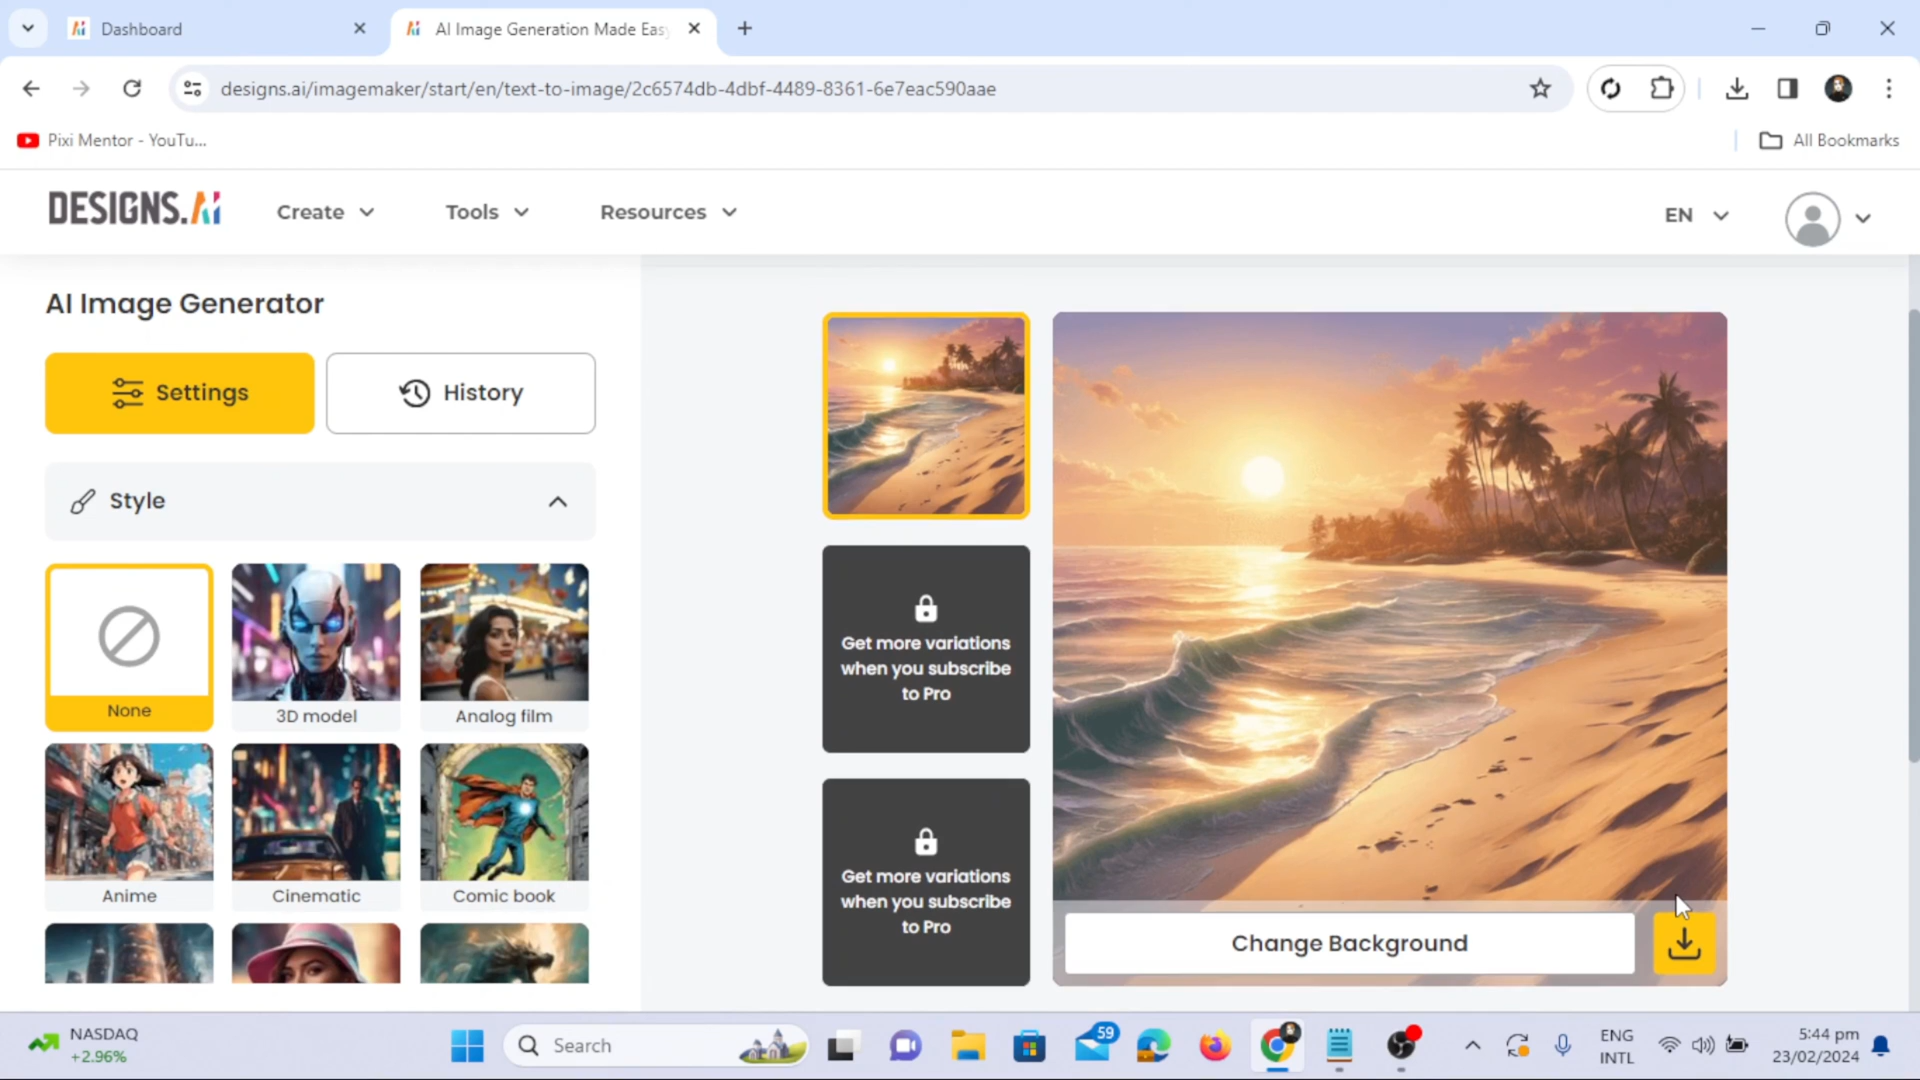 Dashboard
AI Image Generation Made Eas
designs.ai/imagemaker/start/en/text-to-image/2c6574db-4dbf-4489-8361-6e7eac590aae
Pixi Mentor - YouTu...
All Bookmarks
DESIGNS.Ai
Create
Tools
Resources
EN
AI Image Generator
Settings
History
Style
None
3D model
Analog film
Anime
Cinematic
Comic book
Get more variations
when you subscribe
to Pro
Get more variations
when you subscribe
to Pro
Change Background
NASDAQ
+2.96%
Search
59
ENG
INTL
5:44 pm
23/02/2024